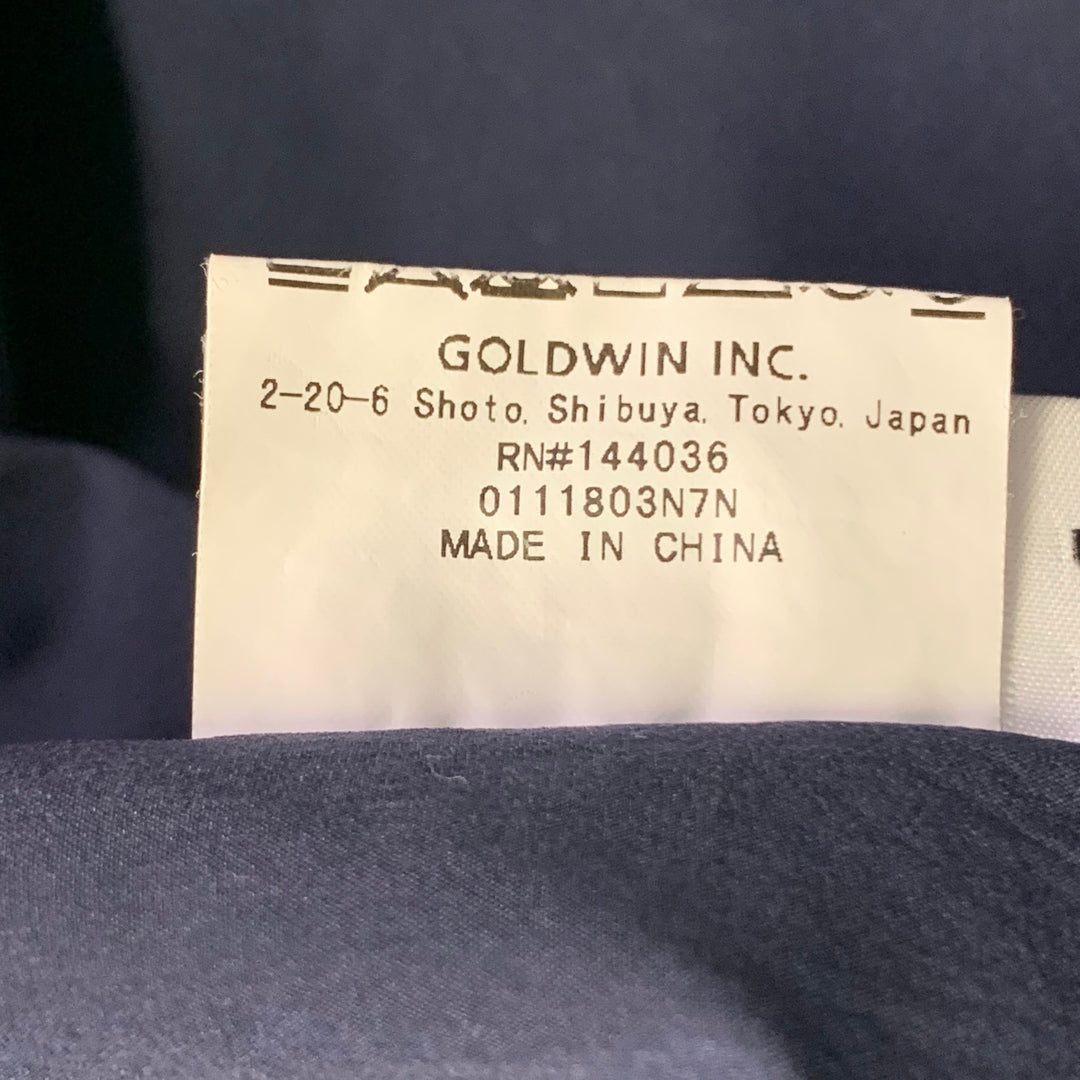 GOLDWIN INC.
2-20-6 Shoto, Shibuya, Tokyo, Japan
RN#144036
0111803N7N
MADE IN CHINA